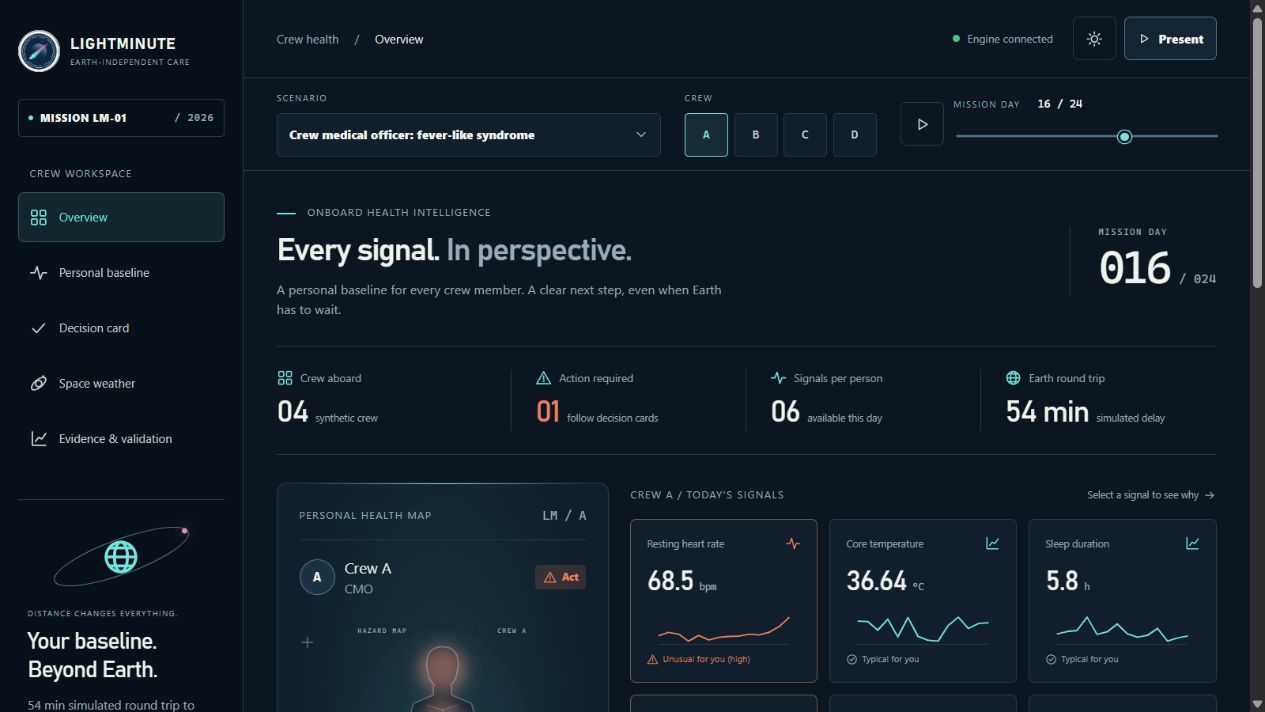 LIGHTMINUTE
EARTH-INDEPENDENT CARE
MISSION LM-01 / 2026
CREW WORKSPACE
Overview
Personal baseline
Decision card
Space weather
Evidence & validation
DISTANCE CHANGES EVERYTHING.
Your baseline.
Beyond Earth.
54 min simulated round trip to
Crew health / Overview
Engine connected
Present
SCENARIO
Crew medical officer: fever-like syndrome
CREW
A B C D
MISSION DAY 16 / 24
ONBOARD HEALTH INTELLIGENCE
Every signal. In perspective.
A personal baseline for every crew member. A clear next step, even when Earth
has to wait.
MISSION DAY
016 / 024
Crew aboard
04 synthetic crew
Action required
01 follow decision cards
Signals per person
06 available this day
Earth round trip
54 min simulated delay
PERSONAL HEALTH MAP LM / A
A
Crew A
CMO
Act
HAZARD MAP CREW A
CREW A / TODAY'S SIGNALS
Select a signal to see why →
Resting heart rate
68.5 bpm
Unusual for you (high)
Core temperature
36.64 °C
Typical for you
Sleep duration
5.8 h
Typical for you